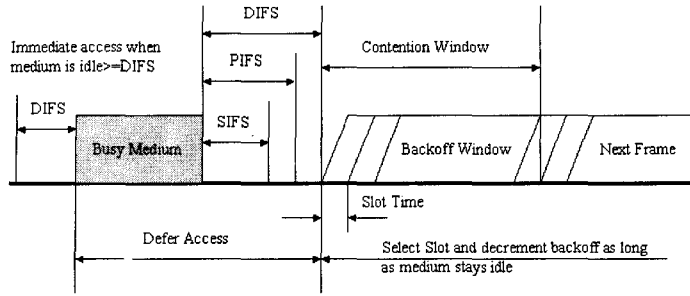 DIFS
Immediate access when
medium is idle>=DIFS
Contention Window
PIFS
DIFS
SIFS
Busy Medium
Backoff Window
Next Frame
Slot Time
Defer Access
Select Slot and decrement backoff as long
as medium stays idle